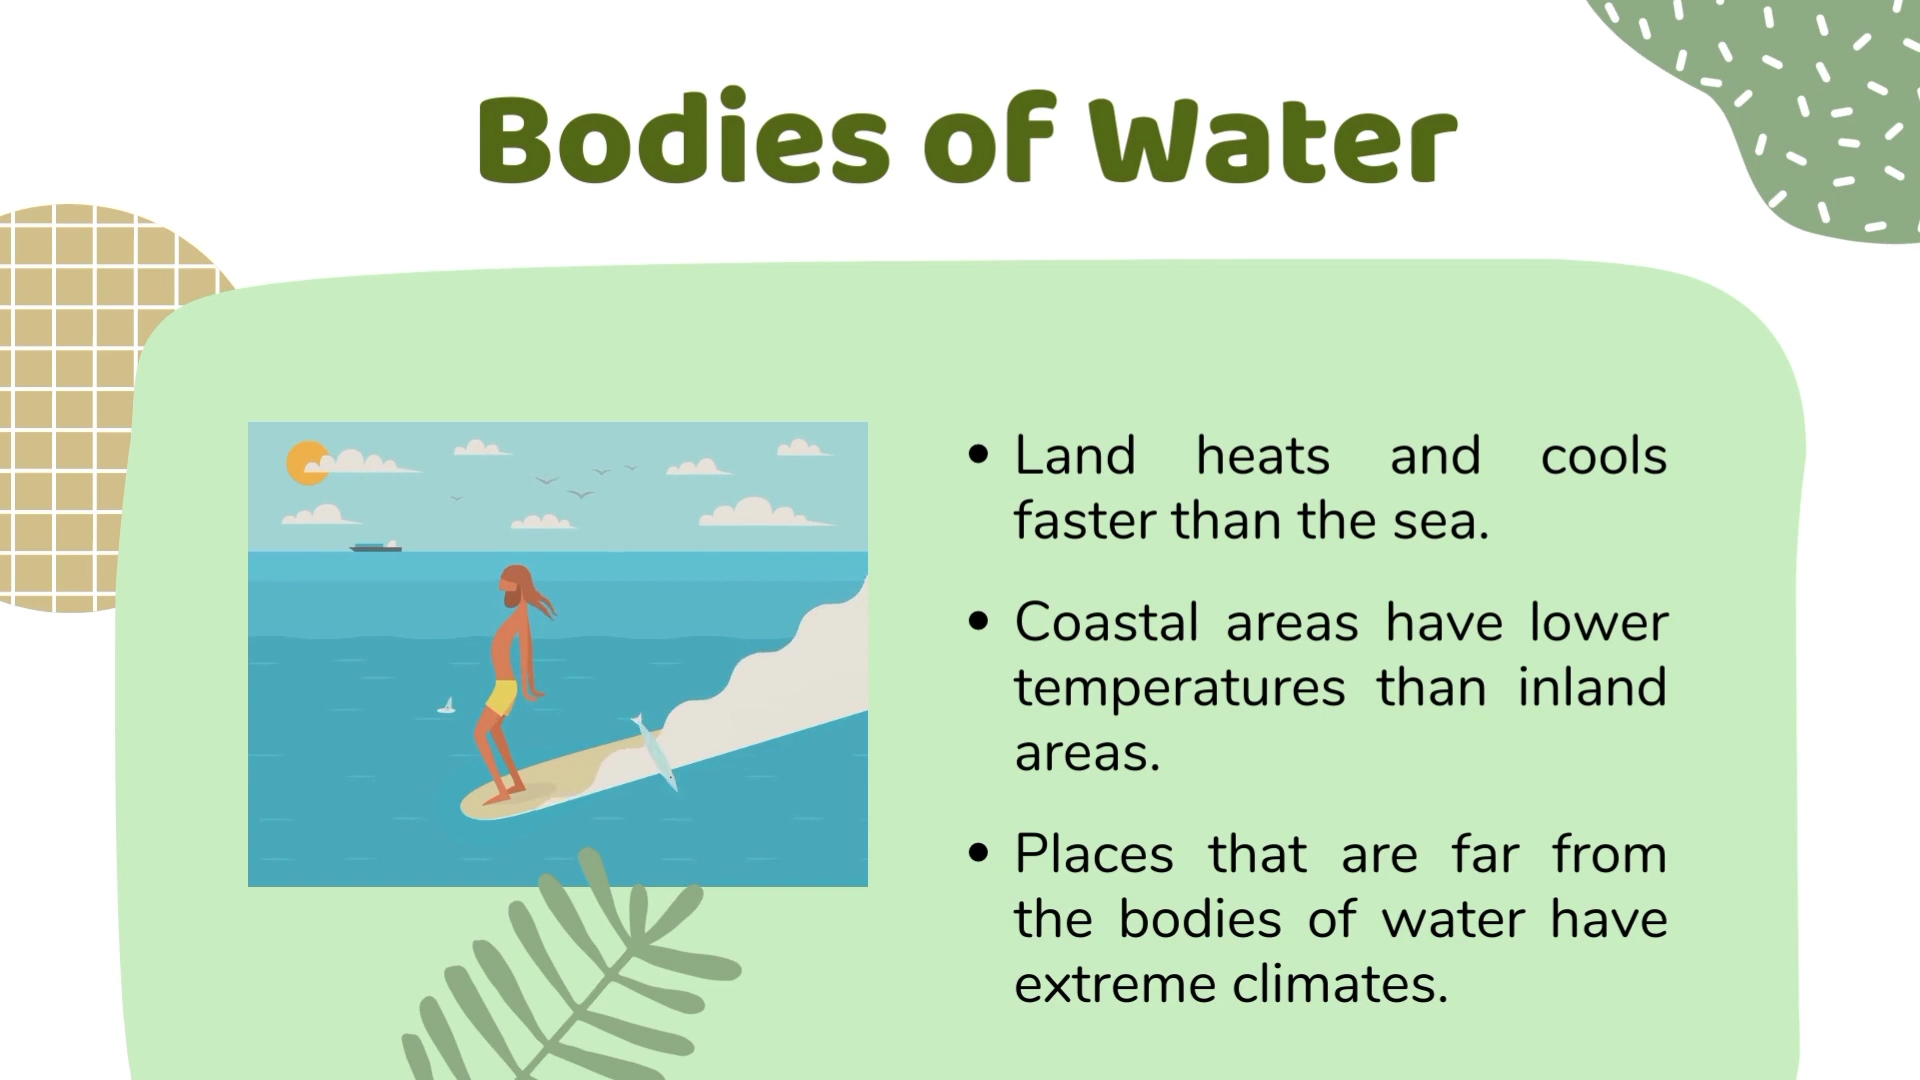 Bodies of Water
• Land heats and cools
faster than the sea.
• Coastal areas have lower
temperatures than inland
areas.
• Places that are far from
the bodies of water have
extreme climates.